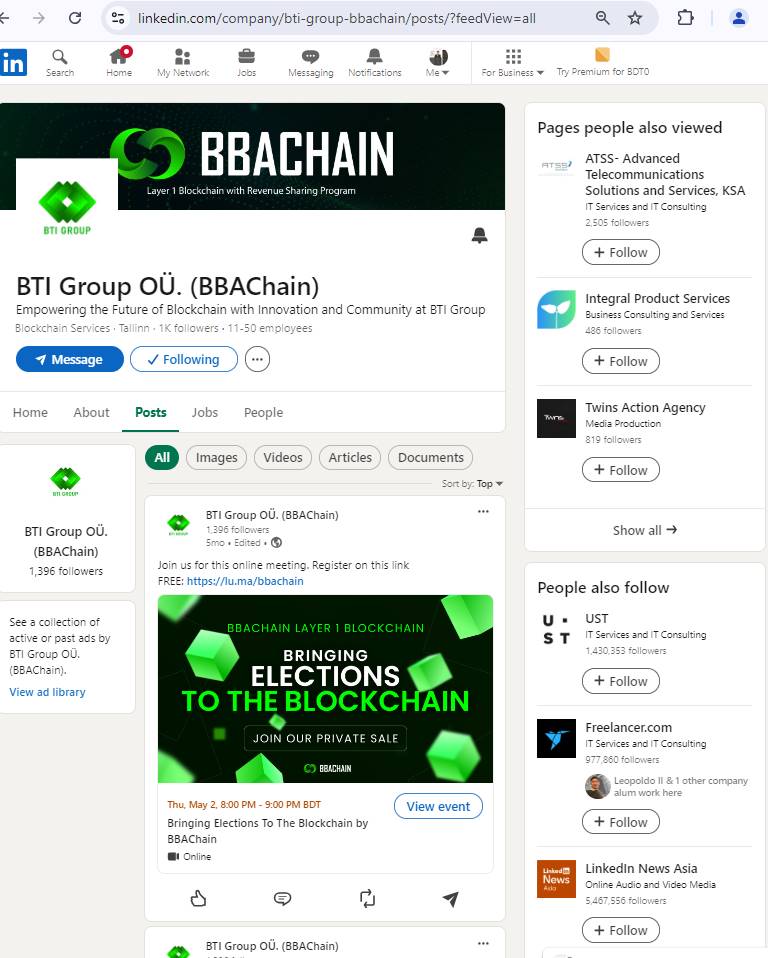 linkedin.com/company/bti-group-bbachain/posts/?feedView=all
in
Search
Home
My Network
Jobs
Messaging
Notifications
Me
For Business
Try Premium for BDT0
BBACHAIN
Layer 1 Blockchain with Revenue Sharing Program
BTI GROUP
BTI Group OÜ. (BBAChain)
Empowering the Future of Blockchain with Innovation and Community at BTI Group
Blockchain Services · Tallinn · 1K followers · 11-50 employees
Message
Following
Home
About
Posts
Jobs
People
BTI GROUP
BTI Group OÜ.
(BBAChain)
1,396 followers
See a collection of
active or past ads by
BTI Group OÜ.
(BBAChain).
View ad library
All
Images
Videos
Articles
Documents
Sort by: Top
BTI GROUP
BTI Group OÜ. (BBAChain)
1,396 followers
5mo • Edited •
Join us for this online meeting. Register on this link
FREE: https://lu.ma/bbachain
BBACHAIN LAYER 1 BLOCKCHAIN
BRINGING
ELECTIONS
TO THE BLOCKCHAIN
JOIN OUR PRIVATE SALE
BBACHAIN
Thu, May 2, 8:00 PM - 9:00 PM BDT
Bringing Elections To The Blockchain by
BBAChain
Online
View event
BTI Group OÜ. (BBAChain)
Pages people also viewed
ATSS
ATSS- Advanced
Telecommunications
Solutions and Services, KSA
IT Services and IT Consulting
2,505 followers
+ Follow
Integral Product Services
Business Consulting and Services
486 followers
+ Follow
Twins Action Agency
Media Production
819 followers
+ Follow
Show all →
People also follow
U·ST
UST
IT Services and IT Consulting
1,430,353 followers
+ Follow
Freelancer.com
IT Services and IT Consulting
977,860 followers
Leopoldo II & 1 other company
alum work here
+ Follow
Linked in
News
Asia
LinkedIn News Asia
Online Audio and Video Media
5,467,556 followers
+ Follow